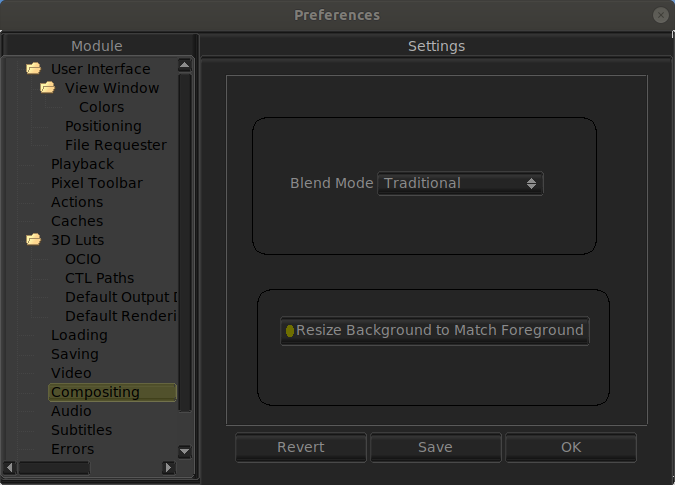 Preferences
Module
Settings
User Interface
View Window
Colors
Positioning
File Requester
Playback
Pixel Toolbar
Actions
Caches
3D Luts
OCIO
CTL Paths
Default Output D
Default Renderi
Loading
Saving
Video
Compositing
Audio
Subtitles
Errors
Blend Mode Traditional
Resize Background to Match Foreground
Revert Save OK